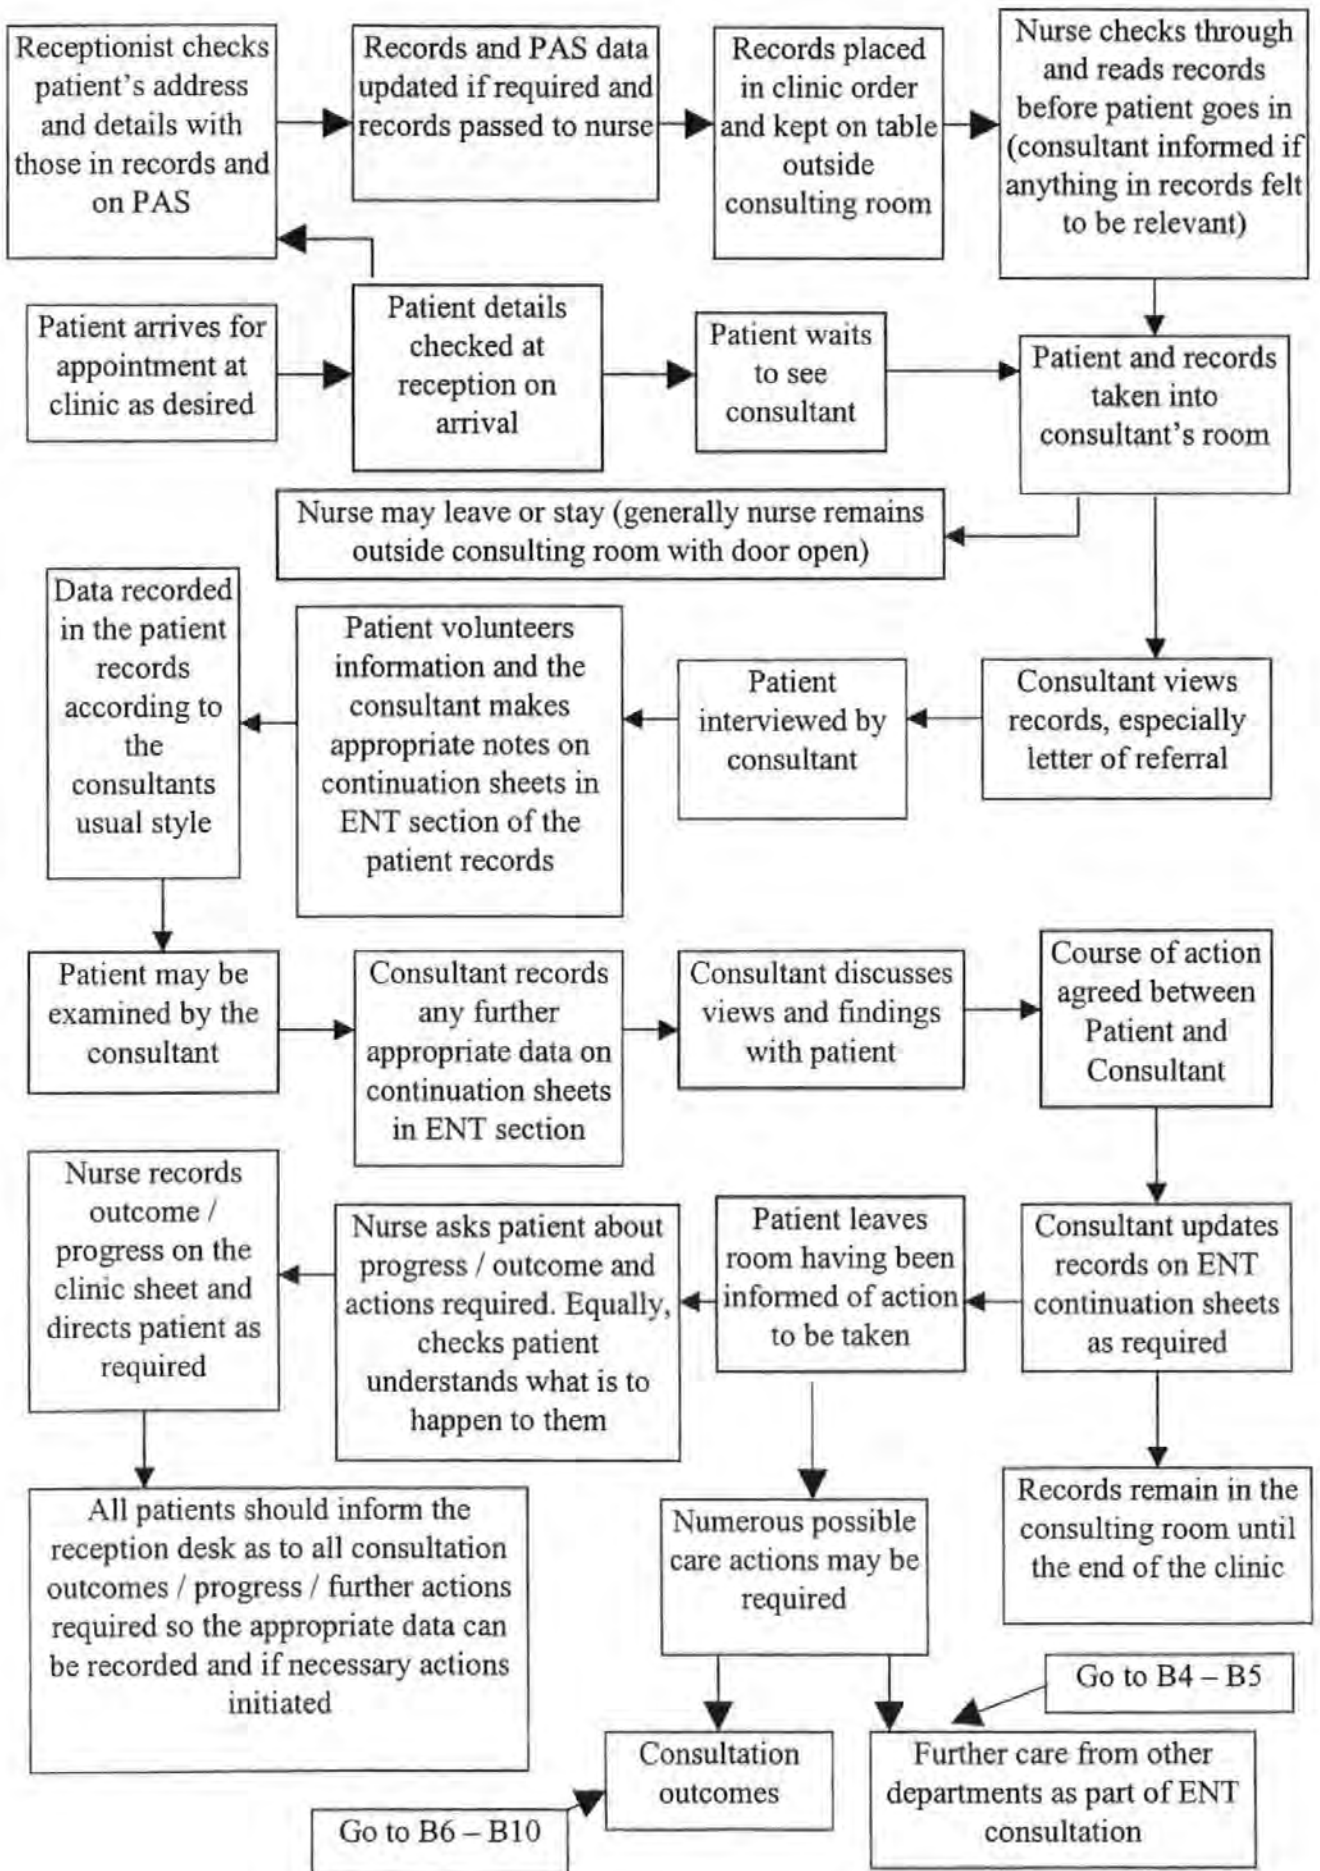 Receptionist checks
patient's address
and details with
those in records and
on PAS
Records and PAS data
updated if required and
records passed to nurse
Records placed
in clinic order
and kept on table
outside
consulting room
Nurse checks through
and reads records
before patient goes in
(consultant informed if
anything in records felt
to be relevant)
Patient arrives for
appointment at
clinic as desired
Patient details
checked at
reception on
arrival
Patient waits
to see
consultant
Patient and records
taken into
consultant's room
Nurse may leave or stay (generally nurse remains
outside consulting room with door open)
Consultant views
records, especially
letter of referral
Patient
interviewed by
consultant
Patient volunteers
information and the
consultant makes
appropriate notes on
continuation sheets in
ENT section of the
patient records
Data recorded
in the patient
records
according to
the
consultants
usual style
Patient may be
examined by the
consultant
Consultant records
any further
appropriate data on
continuation sheets
in ENT section
Consultant discusses
views and findings
with patient
Course of action
agreed between
Patient and
Consultant
Consultant updates
records on ENT
continuation sheets
as required
Patient leaves
room having been
informed of action
to be taken
Nurse asks patient about
progress / outcome and
actions required. Equally,
checks patient
understands what is to
happen to them
Nurse records
outcome /
progress on the
clinic sheet and
directs patient as
required
All patients should inform the
reception desk as to all consultation
outcomes / progress / further actions
required so the appropriate data can
be recorded and if necessary actions
initiated
Numerous possible
care actions may be
required
Records remain in the
consulting room until
the end of the clinic
Go to B4 – B5
Consultation
outcomes
Further care from other
departments as part of ENT
consultation
Go to B6 – B10